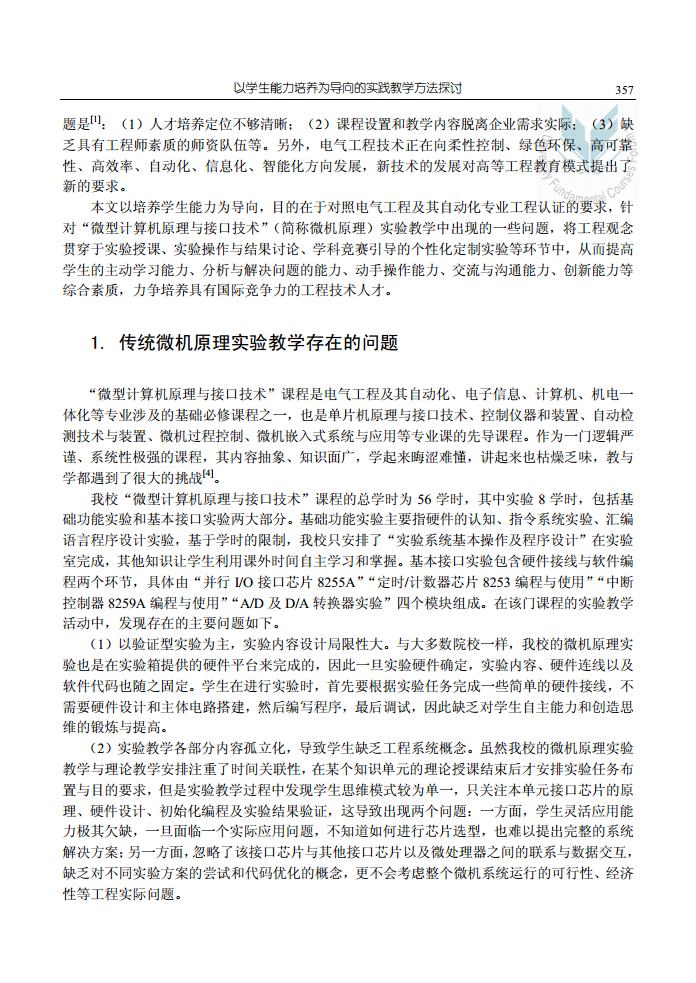 以学生能力培养为导向的实践教学方法探讨 357
题是[1]：（1）人才培养定位不够清晰；（2）课程设置和教学内容脱离企业需求实际；（3）缺
乏具有工程师素质的师资队伍等。另外，电气工程技术正在向柔性控制、绿色环保、高可靠
性、高效率、自动化、信息化、智能化方向发展，新技术的发展对高等工程教育模式提出了
新的要求。
本文以培养学生能力为导向，目的在于对照电气工程及其自动化专业工程认证的要求，针
对“微型计算机原理与接口技术”（简称微机原理）实验教学中出现的一些问题，将工程观念
贯穿于实验授课、实验操作与结果讨论、学科竞赛引导的个性化定制实验等环节中，从而提高
学生的主动学习能力、分析与解决问题的能力、动手操作能力、交流与沟通能力、创新能力等
综合素质，力争培养具有国际竞争力的工程技术人才。
1. 传统微机原理实验教学存在的问题
“微型计算机原理与接口技术”课程是电气工程及其自动化、电子信息、计算机、机电一
体化等专业涉及的基础必修课程之一，也是单片机原理与接口技术、控制仪器和装置、自动检
测技术与装置、微机过程控制、微机嵌入式系统与应用等专业课的先导课程。作为一门逻辑严
谨、系统性极强的课程，其内容抽象、知识面广，学起来晦涩难懂，讲起来也枯燥乏味，教与
学都遇到了很大的挑战[4]。
我校“微型计算机原理与接口技术”课程的总学时为 56 学时，其中实验 8 学时，包括基
础功能实验和基本接口实验两大部分。基础功能实验主要指硬件的认知、指令系统实验、汇编
语言程序设计实验，基于学时的限制，我校只安排了“实验系统基本操作及程序设计”在实验
室完成，其他知识让学生利用课外时间自主学习和掌握。基本接口实验包含硬件接线与软件编
程两个环节，具体由“并行 I/O 接口芯片 8255A”“定时/计数器芯片 8253 编程与使用”“中断
控制器 8259A 编程与使用”“A/D 及 D/A 转换器实验”四个模块组成。在该门课程的实验教学
活动中，发现存在的主要问题如下。
（1）以验证型实验为主，实验内容设计局限性大。与大多数院校一样，我校的微机原理实
验也是在实验箱提供的硬件平台来完成的，因此一旦实验硬件确定，实验内容、硬件连线以及
软件代码也随之固定。学生在进行实验时，首先要根据实验任务完成一些简单的硬件接线，不
需要硬件设计和主体电路搭建，然后编写程序，最后调试，因此缺乏对学生自主能力和创造思
维的锻炼与提高。
（2）实验教学各部分内容孤立化，导致学生缺乏工程系统概念。虽然我校的微机原理实验
教学与理论教学安排注重了时间关联性，在某个知识单元的理论授课结束后才安排实验任务布
置与目的要求，但是实验教学过程中发现学生思维模式较为单一，只关注本单元接口芯片的原
理、硬件设计、初始化编程及实验结果验证，这导致出现两个问题：一方面，学生灵活应用能
力极其欠缺，一旦面临一个实际应用问题，不知道如何进行芯片选型，也难以提出完整的系统
解决方案；另一方面，忽略了该接口芯片与其他接口芯片以及微处理器之间的联系与数据交互，
缺乏对不同实验方案的尝试和代码优化的概念，更不会考虑整个微机系统运行的可行性、经济
性等工程实际问题。